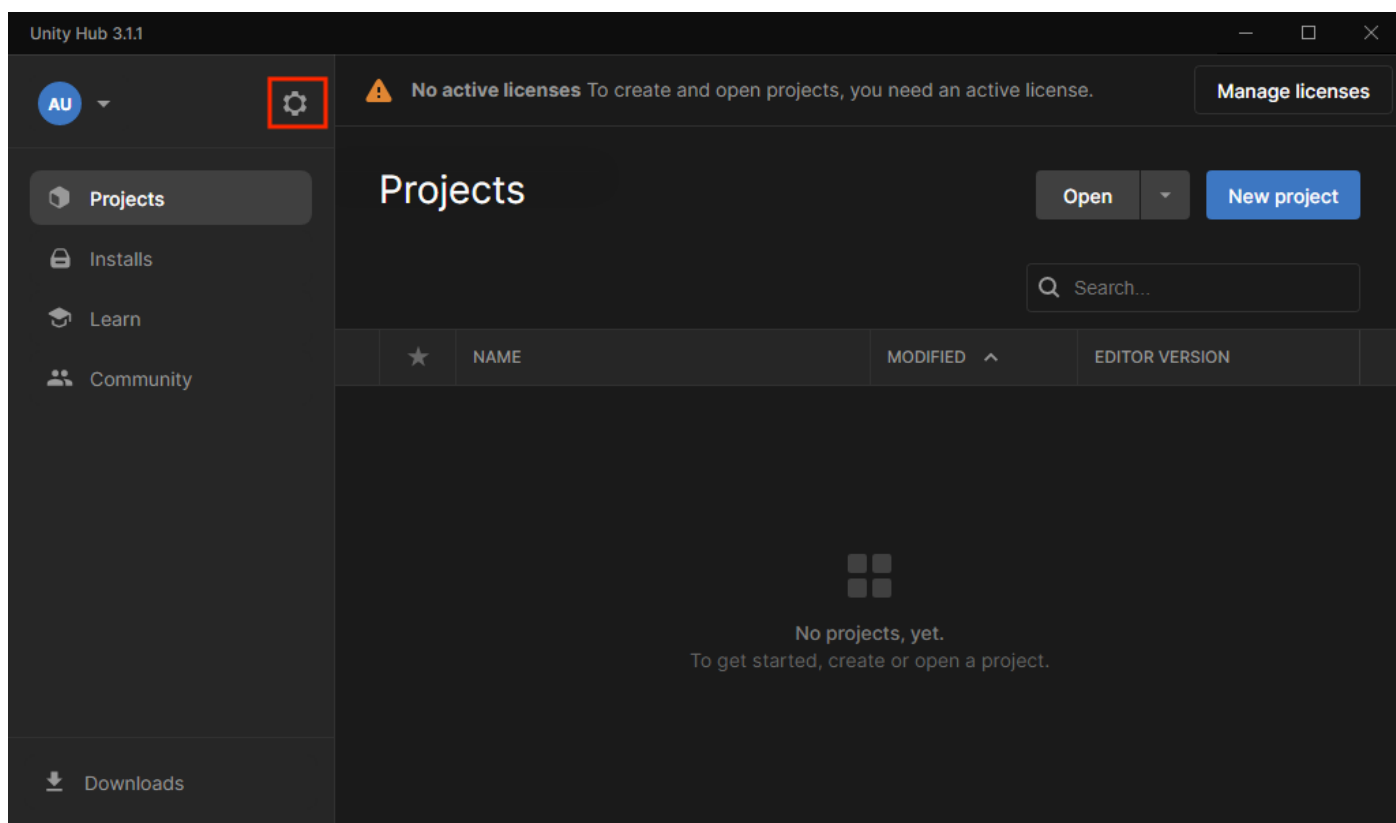 Unity Hub 3.1.1
AU
No active licenses To create and open projects, you need an active license.
Manage licenses
Projects
Installs
Learn
Community
Downloads
Projects
Open
New project
Search...
NAME
MODIFIED
EDITOR VERSION
No projects, yet.
To get started, create or open a project.